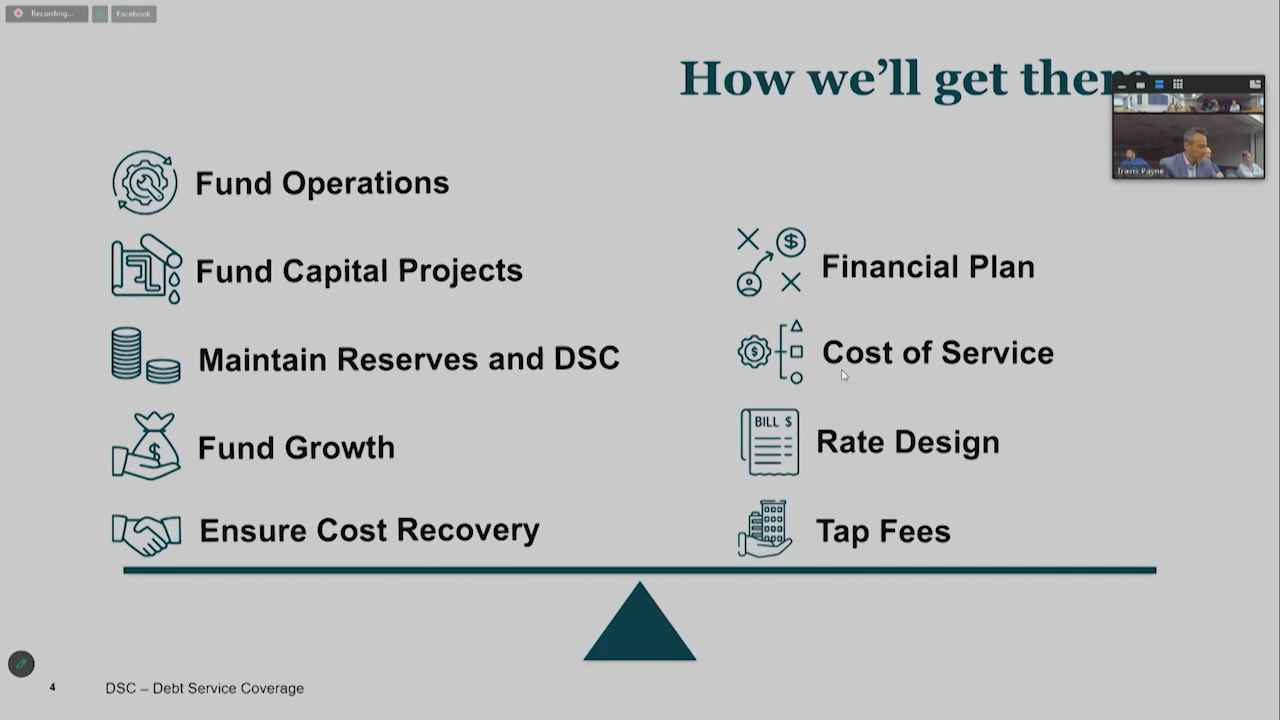 Recording...
Facebook
How we'll get there
Travis Payne
Fund Operations
Fund Capital Projects
Maintain Reserves and DSC
Fund Growth
Ensure Cost Recovery
Financial Plan
Cost of Service
BILL $
Rate Design
Tap Fees
4
DSC – Debt Service Coverage